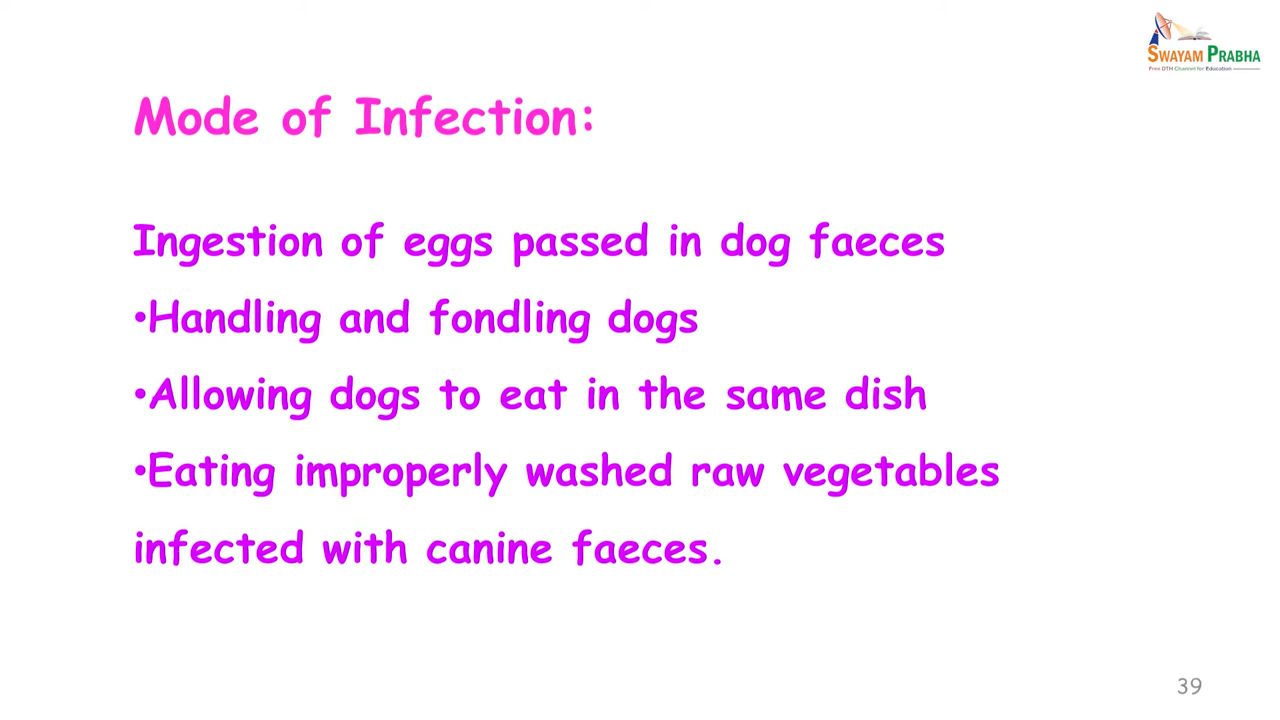 SWAYAM PRABHA
Free DTH Channel for Education
Mode of Infection:
Ingestion of eggs passed in dog faeces
•Handling and fondling dogs
•Allowing dogs to eat in the same dish
•Eating improperly washed raw vegetables
infected with canine faeces.
39